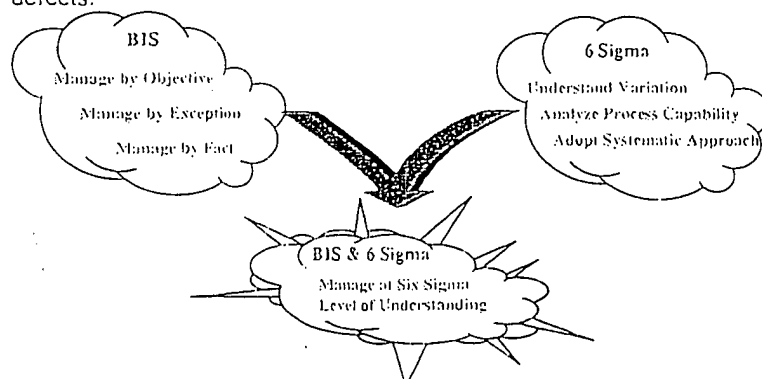 defects.
BIS
Manage by Objective
Manage by Exception
Manage by Fact
6 Sigma
Understand Variation
Analyze Process Capability
Adopt Systematic Approach
BIS & 6 Sigma
Manage at Six Sigma
Level of Understanding